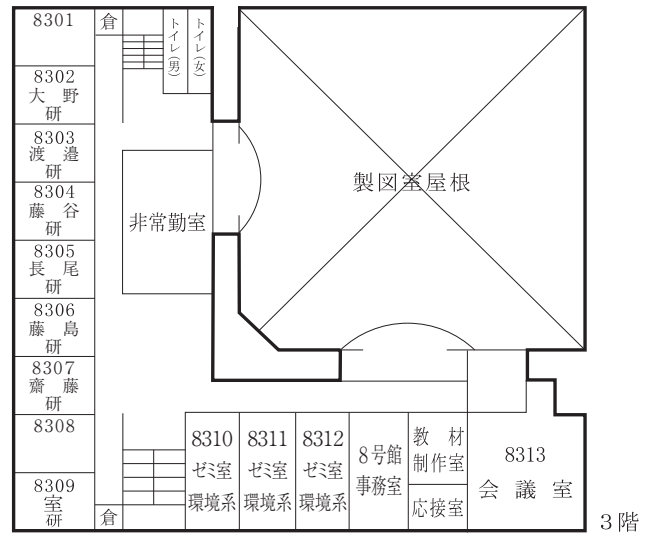 8301
倉
トイレ(男)
トイレ(女)
8302
大野
研
8303
渡邉
研
8304
藤谷
研
8305
長尾
研
8306
藤島
研
8307
齋藤
研
8308
8309
室
研
倉
非常勤室
製図室屋根
8310
ゼミ室
環境系
8311
ゼミ室
環境系
8312
ゼミ室
環境系
8号館
事務室
教材
制作室
応接室
8313
会議室
3階